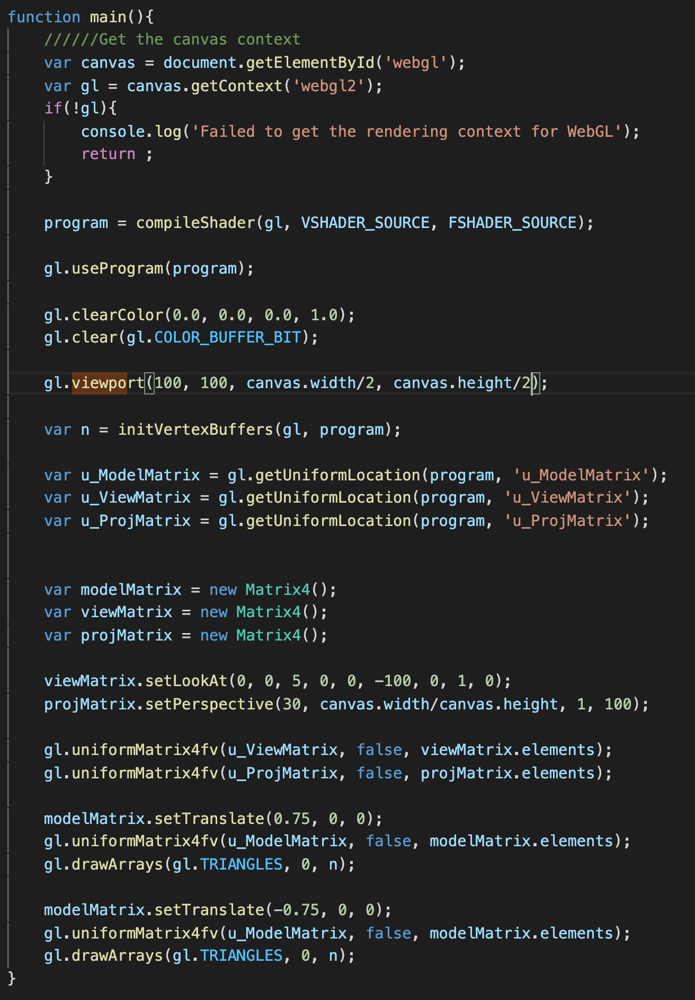 function main(){
//////Get the canvas context
var canvas = document.getElementById('webgl');
var gl = canvas.getContext('webgl2');
if(!gl){
console.log('Failed to get the rendering context for WebGL');
return ;
}
program = compileShader(gl, VSHADER_SOURCE, FSHADER_SOURCE);
gl.useProgram(program);
gl.clearColor(0.0, 0.0, 0.0, 1.0);
gl.clear(gl.COLOR_BUFFER_BIT);
gl.viewport(100, 100, canvas.width/2, canvas.height/2);
var n = initVertexBuffers(gl, program);
var u_ModelMatrix = gl.getUniformLocation(program, 'u_ModelMatrix');
var u_ViewMatrix = gl.getUniformLocation(program, 'u_ViewMatrix');
var u_ProjMatrix = gl.getUniformLocation(program, 'u_ProjMatrix');
var modelMatrix = new Matrix4();
var viewMatrix = new Matrix4();
var projMatrix = new Matrix4();
viewMatrix.setLookAt(0, 0, 5, 0, 0, -100, 0, 1, 0);
projMatrix.setPerspective(30, canvas.width/canvas.height, 1, 100);
gl.uniformMatrix4fv(u_ViewMatrix, false, viewMatrix.elements);
gl.uniformMatrix4fv(u_ProjMatrix, false, projMatrix.elements);
modelMatrix.setTranslate(0.75, 0, 0);
gl.uniformMatrix4fv(u_ModelMatrix, false, modelMatrix.elements);
gl.drawArrays(gl.TRIANGLES, 0, n);
modelMatrix.setTranslate(-0.75, 0, 0);
gl.uniformMatrix4fv(u_ModelMatrix, false, modelMatrix.elements);
gl.drawArrays(gl.TRIANGLES, 0, n);
}